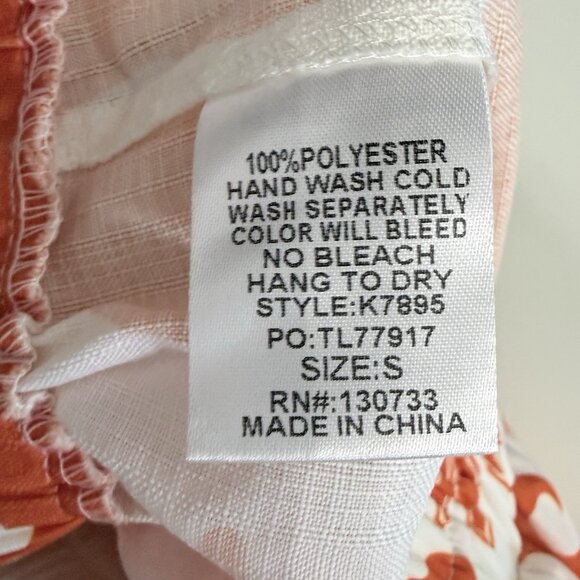 100%POLYESTER
HAND WASH COLD
WASH SEPARATELY
COLOR WILL BLEED
NO BLEACH
HANG TO DRY
STYLE:K7895
PO:TL77917
SIZE:S
RN#:130733
MADE IN CHINA